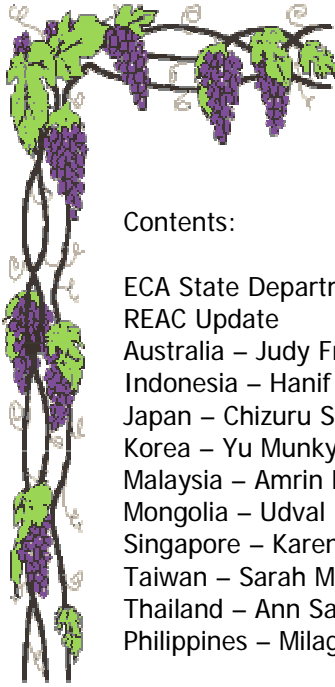 Contents:
ECA State Departr
REAC Update
Australia – Judy Fr
Indonesia – Hanif
Japan – Chizuru S
Korea – Yu Munky
Malaysia – Amrin
Mongolia – Udval
Singapore – Karen
Taiwan – Sarah M
Thailand – Ann Sa
Philippines – Milag